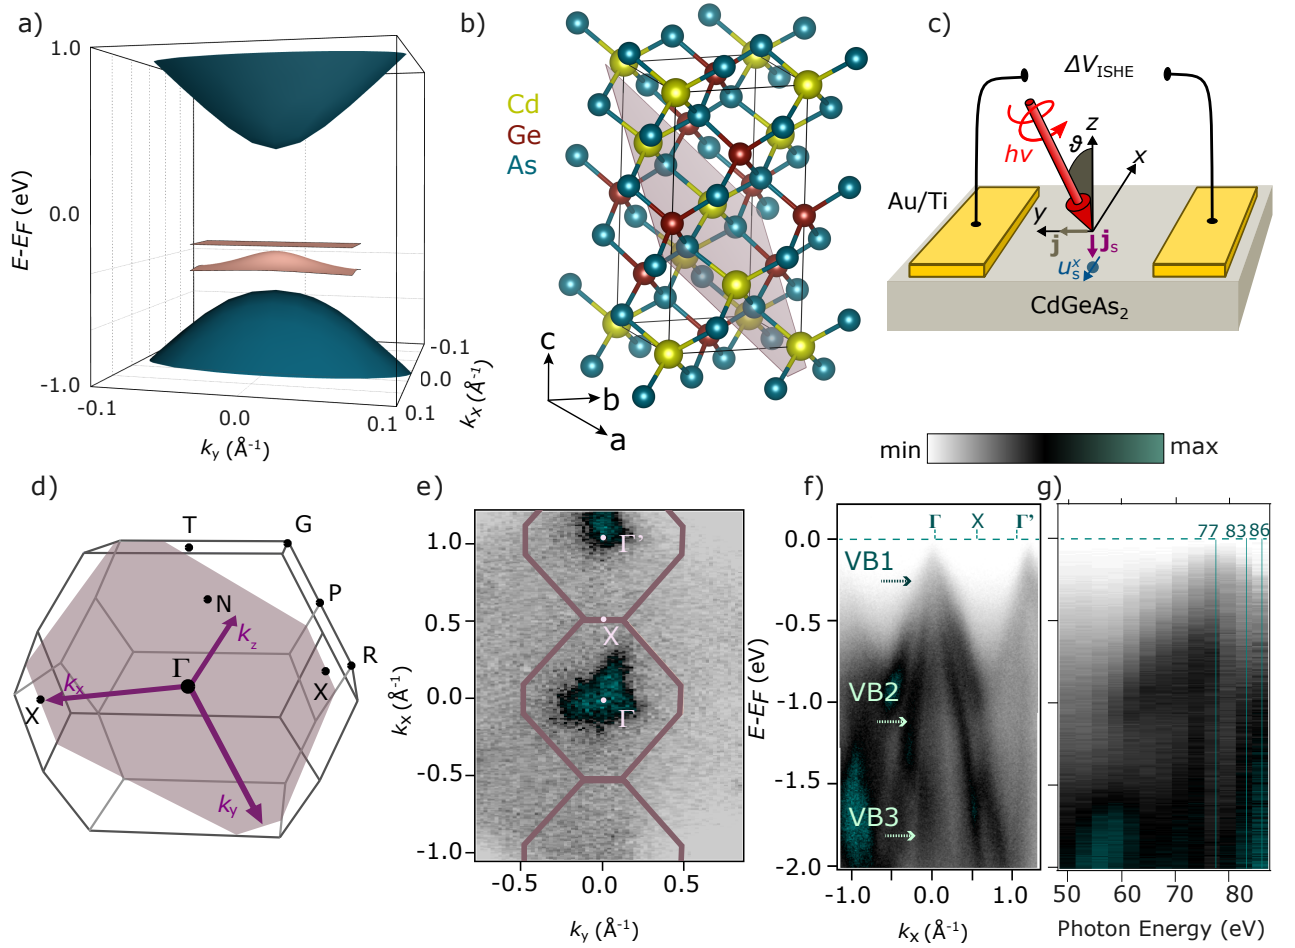 a)
1.0
0.0
-1.0
E-E_F (eV)
-0.1
0.0
0.1
k_y (Å⁻¹)
-0.1
0.0
0.1
k_x (Å⁻¹)
b)
Cd
Ge
As
c
b
a
c)
ΔV_ISHE
hν
ϑ
z
x
y
Au/Ti
j
j_s
u_s^x
CdGeAs₂
min
max
d)
T
G
N
P
R
X
X
Γ
k_x
k_y
k_z
e)
1.0
0.5
0.0
-0.5
-1.0
k_x (Å⁻¹)
-0.5
0.0
0.5
k_y (Å⁻¹)
Γ'
X
Γ
f)
Γ
X
Γ'
VB1
VB2
VB3
0.0
-0.5
-1.0
-1.5
-2.0
E-E_F (eV)
-1.0
0.0
1.0
k_x (Å⁻¹)
g)
77
83
86
50
60
70
80
Photon Energy (eV)